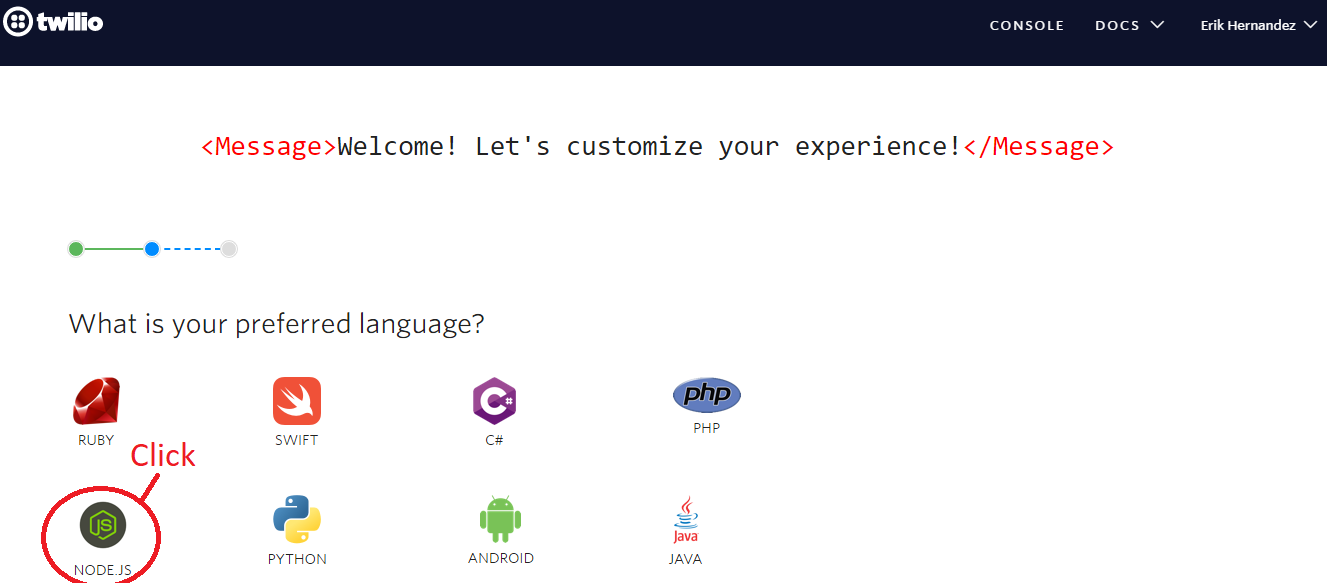 twilio CONSOLE DOCS Erik Hernandez
<Message>Welcome! Let's customize your experience!</Message>
What is your preferred language?
php
RUBY SWIFT C# PHP
Click
JS Java
NODE.JS PYTHON ANDROID JAVA